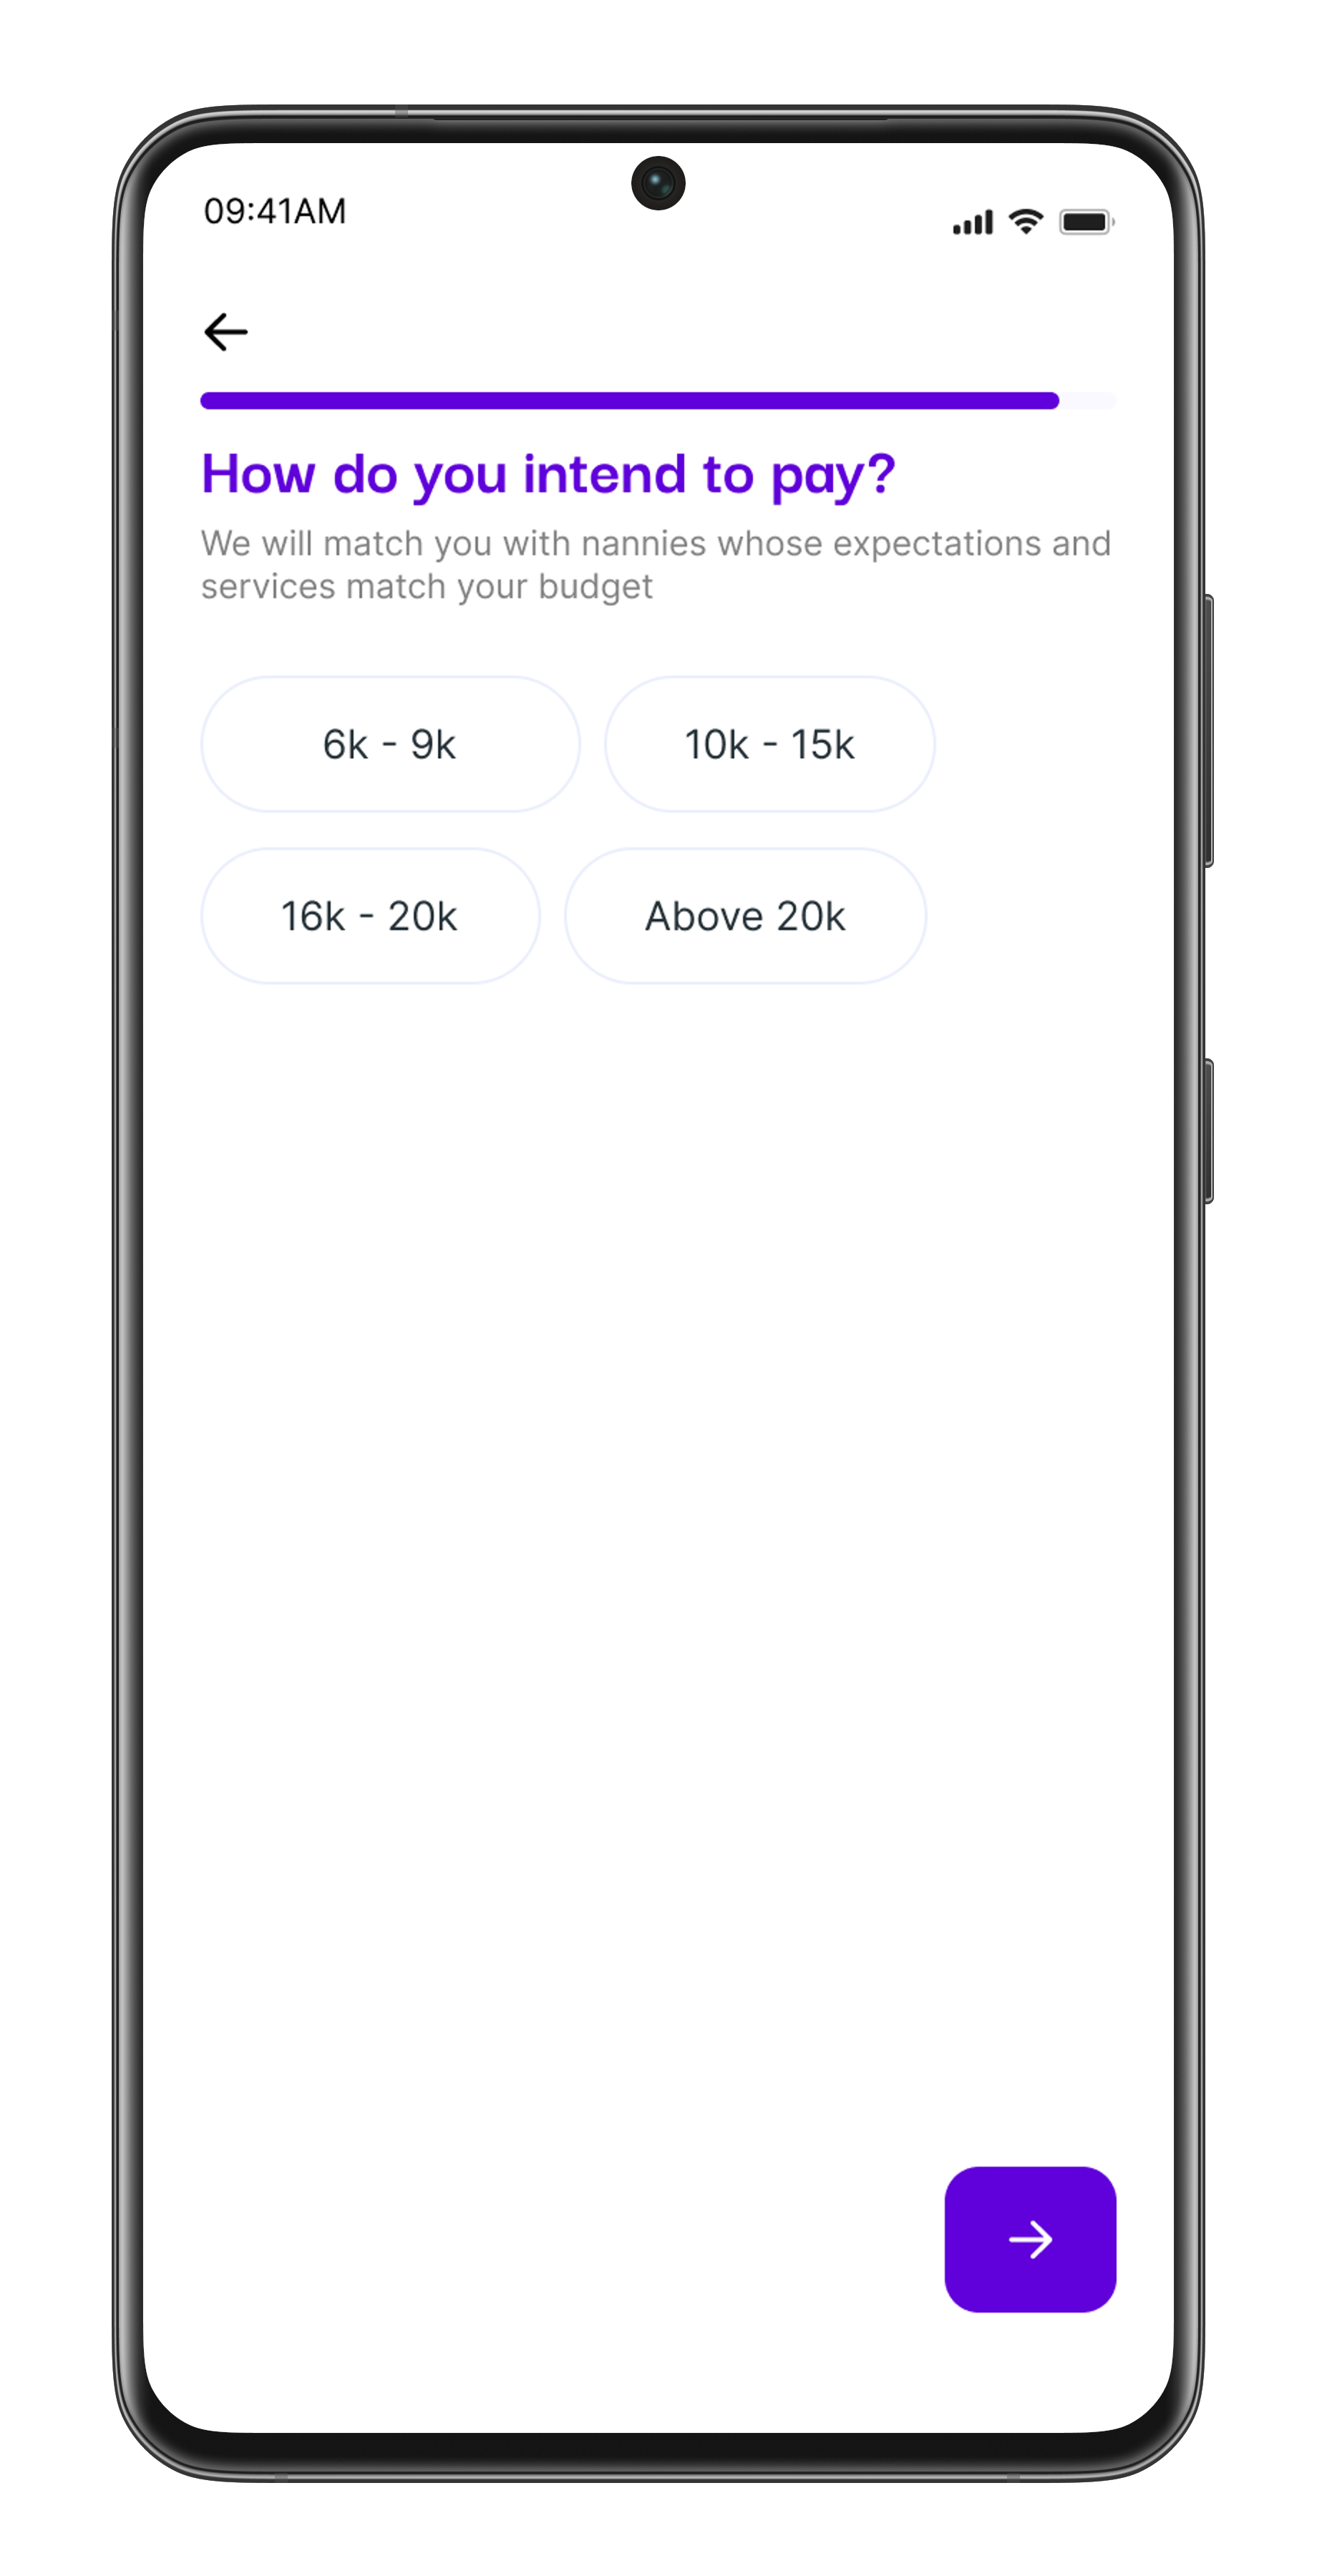 09:41AM
How do you intend to pay?
We will match you with nannies whose expectations and
services match your budget
6k - 9k
10k - 15k
16k - 20k
Above 20k